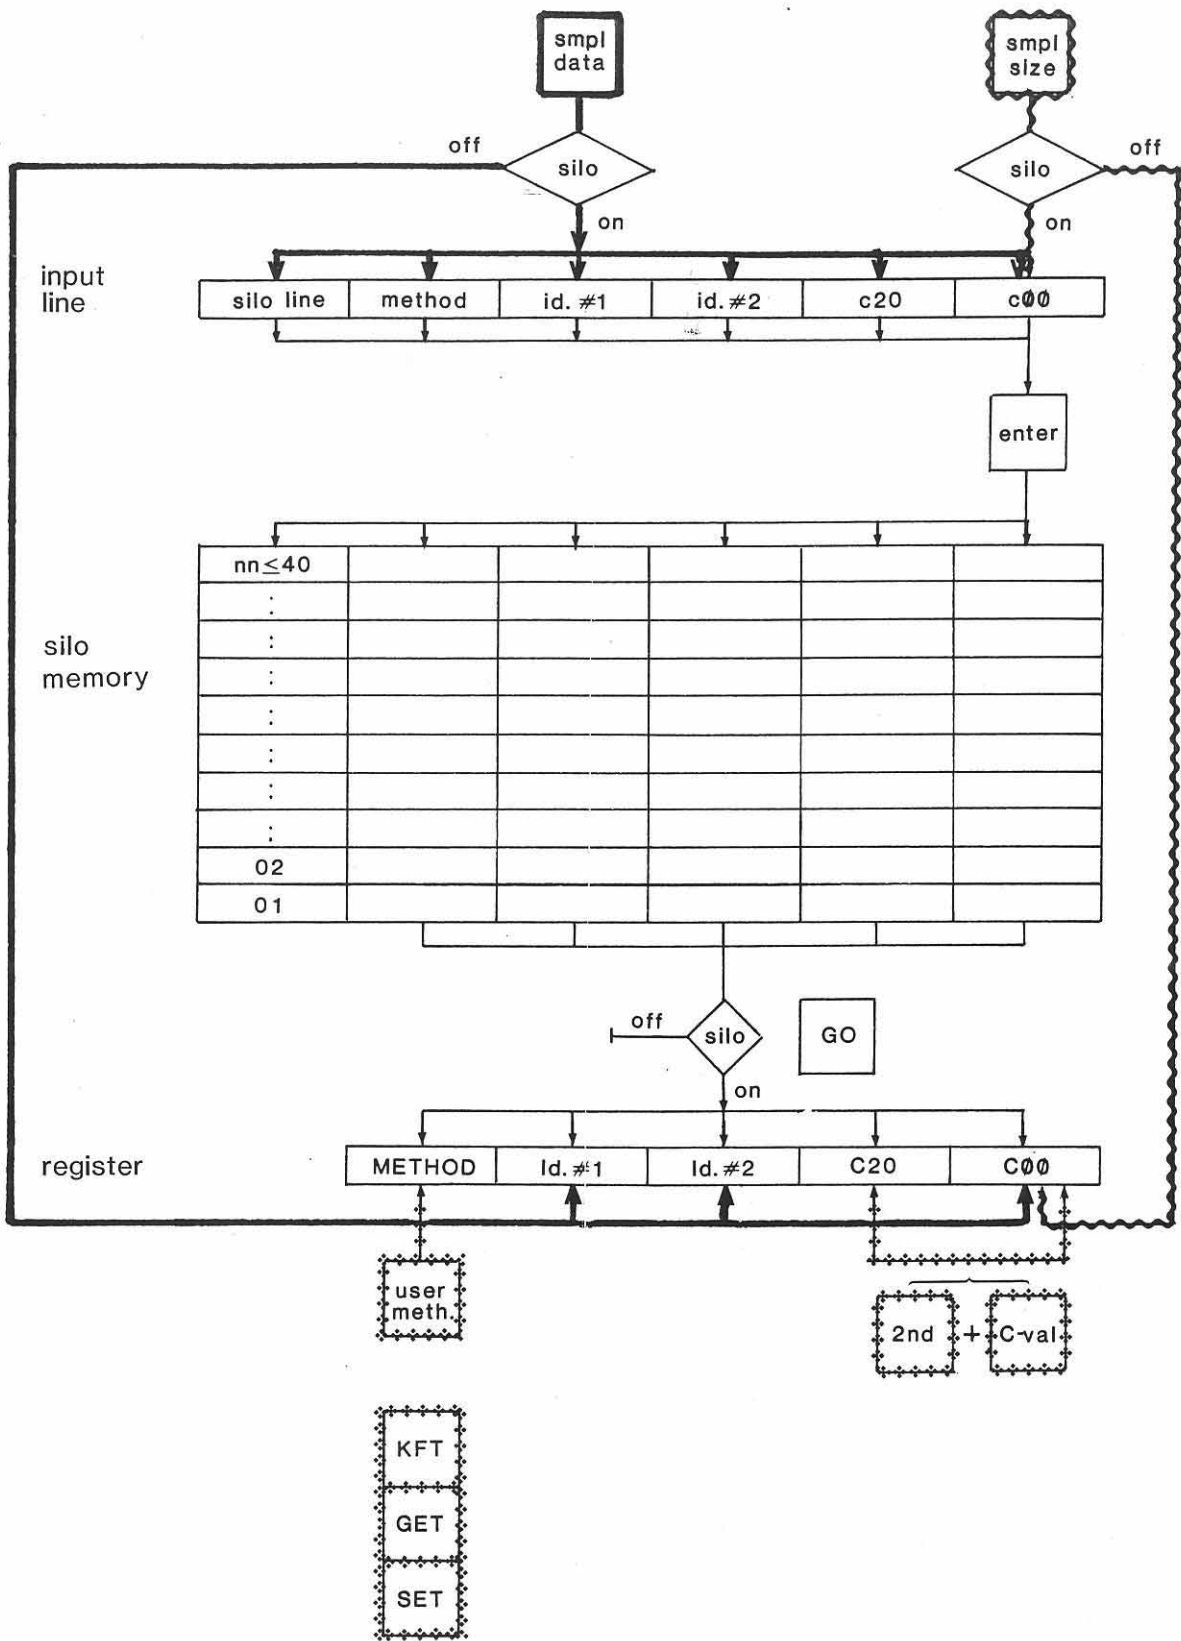 smpl
data
smpl
size
off
silo
silo
off
on
on
input
line
silo line
method
id. #1
id. #2
c20
cØØ
enter
nn≤40
:
:
:
:
:
:
:
silo
memory
02
01
off
silo
GO
on
register
METHOD
Id. #1
Id. #2
C20
CØØ
user
meth.
2nd
+
C-val
KFT
GET
SET